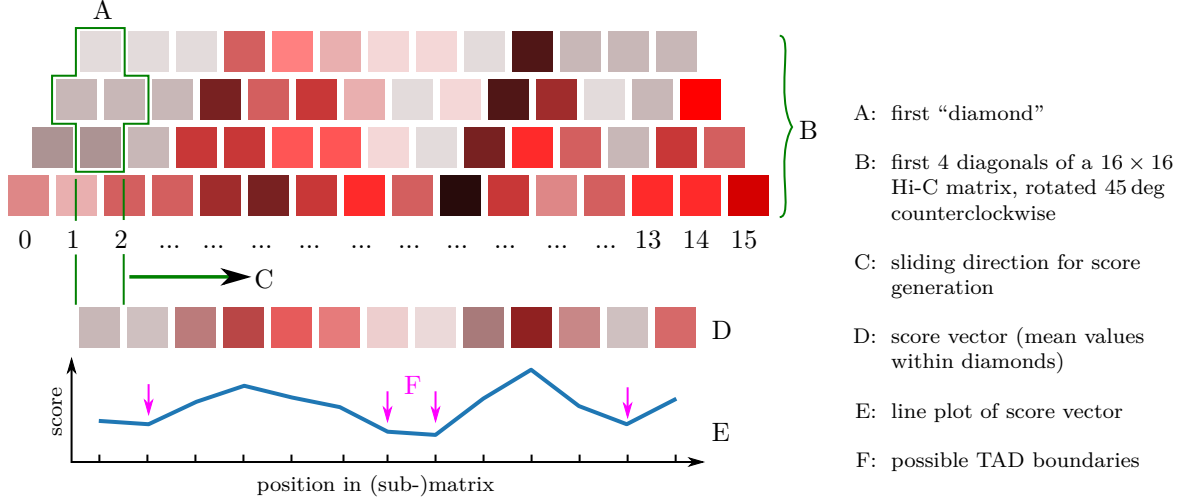 A
B
0 1 2 ... ... ... ... ... ... ... ... ... ... 13 14 15
C
D
F
score
E
position in (sub-)matrix
A: first “diamond”
B: first 4 diagonals of a 16 × 16
Hi-C matrix, rotated 45 deg
counterclockwise
C: sliding direction for score
generation
D: score vector (mean values
within diamonds)
E: line plot of score vector
F: possible TAD boundaries